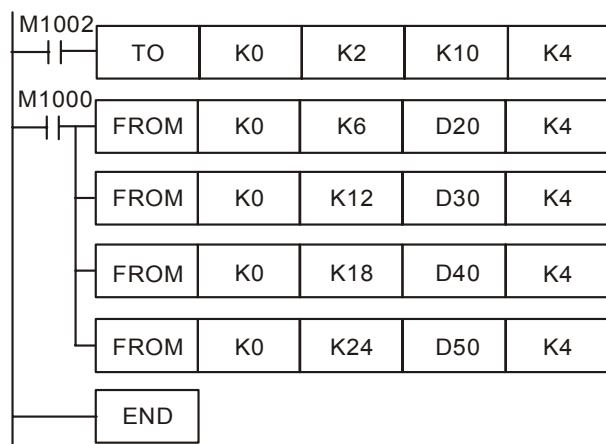 M1002
TO K0 K2 K10 K4
M1000
FROM K0 K6 D20 K4
FROM K0 K12 D30 K4
FROM K0 K18 D40 K4
FROM K0 K24 D50 K4
END